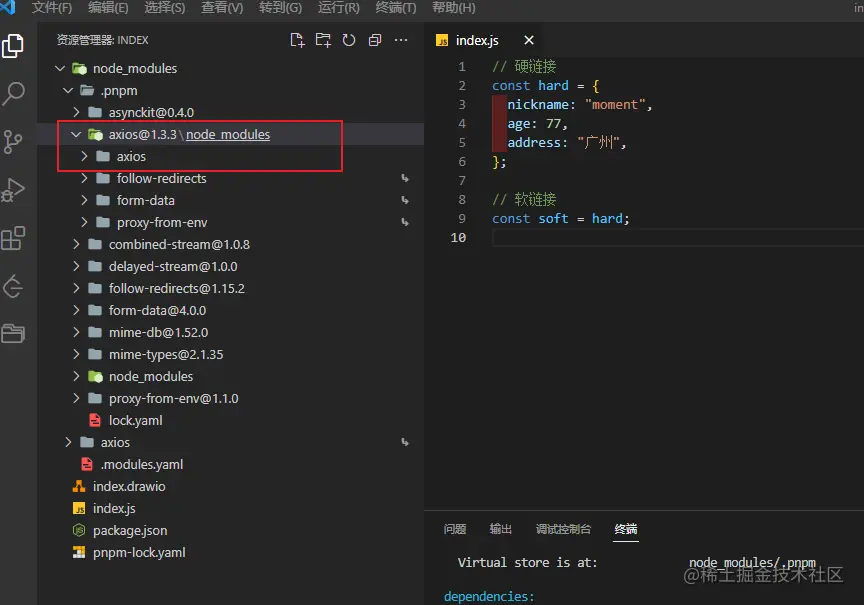 文件(F) 编辑(E) 选择(S) 查看(V) 转到(G) 运行(R) 终端(T) 帮助(H) in
资源管理器: INDEX
node_modules
.pnpm
asynckit@0.4.0
axios@1.3.3\node_modules
axios
follow-redirects
form-data
proxy-from-env
combined-stream@1.0.8
delayed-stream@1.0.0
follow-redirects@1.15.2
form-data@4.0.0
mime-db@1.52.0
mime-types@2.1.35
node_modules
proxy-from-env@1.1.0
lock.yaml
axios
.modules.yaml
index.drawio
index.js
package.json
pnpm-lock.yaml
JS index.js
1 // 硬链接
2 const hard = {
3 nickname: "moment",
4 age: 77,
5 address: "广州",
6 };
7
8 // 软链接
9 const soft = hard;
10
问题 输出 调试控制台 终端
Virtual store is at: node_modules/.pnpm
dependencies:
@稀土掘金技术社区